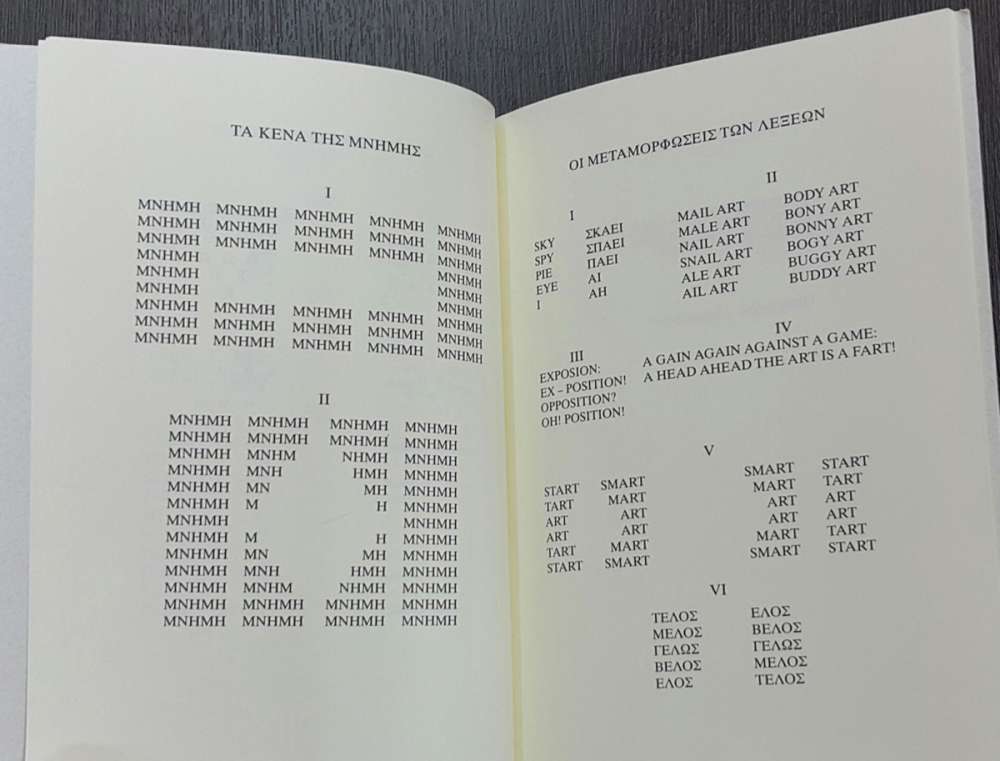 ΤΑ ΚΕΝΑ ΤΗΣ ΜΝΗΜΗΣ
Ι
ΜΝΗΜΗ ΜΝΗΜΗ ΜΝΗΜΗ ΜΝΗΜΗ ΜΝΗΜΗ
ΜΝΗΜΗ ΜΝΗΜΗ ΜΝΗΜΗ ΜΝΗΜΗ ΜΝΗΜΗ
ΜΝΗΜΗ ΜΝΗΜΗ ΜΝΗΜΗ ΜΝΗΜΗ ΜΝΗΜΗ
ΜΝΗΜΗ ΜΝΗΜΗ
ΜΝΗΜΗ ΜΝΗΜΗ
ΜΝΗΜΗ ΜΝΗΜΗ
ΜΝΗΜΗ ΜΝΗΜΗ ΜΝΗΜΗ ΜΝΗΜΗ ΜΝΗΜΗ
ΜΝΗΜΗ ΜΝΗΜΗ ΜΝΗΜΗ ΜΝΗΜΗ ΜΝΗΜΗ
ΜΝΗΜΗ ΜΝΗΜΗ ΜΝΗΜΗ ΜΝΗΜΗ ΜΝΗΜΗ
ΙΙ
ΜΝΗΜΗ ΜΝΗΜΗ ΜΝΗΜΗ ΜΝΗΜΗ
ΜΝΗΜΗ ΜΝΗΜΗ ΜΝΗΜΗ ΜΝΗΜΗ
ΜΝΗΜΗ ΜΝΗΜ ΝΗΜΗ ΜΝΗΜΗ
ΜΝΗΜΗ ΜΝΗ ΗΜΗ ΜΝΗΜΗ
ΜΝΗΜΗ ΜΝ ΜΗ ΜΝΗΜΗ
ΜΝΗΜΗ Μ Η ΜΝΗΜΗ
ΜΝΗΜΗ ΜΝΗΜΗ
ΜΝΗΜΗ Μ Η ΜΝΗΜΗ
ΜΝΗΜΗ ΜΝ ΜΗ ΜΝΗΜΗ
ΜΝΗΜΗ ΜΝΗ ΗΜΗ ΜΝΗΜΗ
ΜΝΗΜΗ ΜΝΗΜ ΝΗΜΗ ΜΝΗΜΗ
ΜΝΗΜΗ ΜΝΗΜΗ ΜΝΗΜΗ ΜΝΗΜΗ
ΜΝΗΜΗ ΜΝΗΜΗ ΜΝΗΜΗ ΜΝΗΜΗ
ΟΙ ΜΕΤΑΜΟΡΦΩΣΕΙΣ ΤΩΝ ΛΕΞΕΩΝ
I
SKY ΣΚΑΕΙ
SPY ΣΠΑΕΙ
PIE ΠΑΕΙ
EYE ΑΙ
I ΑΗ
II
MAIL ART BODY ART
MALE ART BONY ART
NAIL ART BONNY ART
SNAIL ART BOGY ART
ALE ART BUGGY ART
AIL ART BUDDY ART
III
EXPOSION:
EX – POSITION!
OPPOSITION?
OH! POSITION!
IV
A GAIN AGAIN AGAINST A GAME:
A HEAD AHEAD THE ART IS A FART!
V
START SMART SMART START
TART MART MART TART
ART ART ART ART
ART ART ART ART
TART MART MART TART
START SMART SMART START
VI
ΤΕΛΟΣ ΕΛΟΣ
ΜΕΛΟΣ ΒΕΛΟΣ
ΓΕΛΩΣ ΓΕΛΩΣ
ΒΕΛΟΣ ΜΕΛΟΣ
ΕΛΟΣ ΤΕΛΟΣ